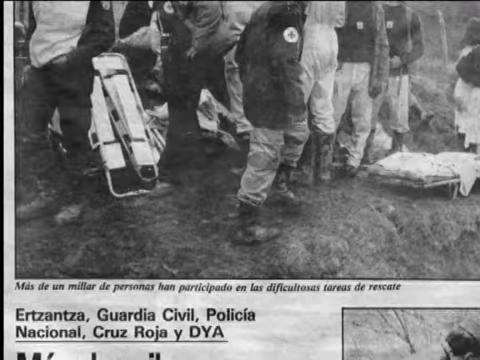 Más de un millar de personas han participado en las dificultosas tareas de rescate
Ertzantza, Guardia Civil, Policía
Nacional, Cruz Roja y DYA